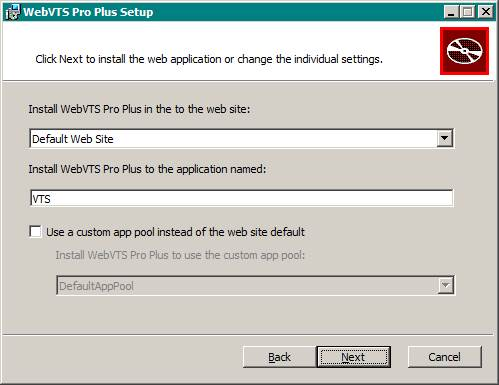 WebVTS Pro Plus Setup
Click Next to install the web application or change the individual settings.
Install WebVTS Pro Plus in the to the web site:
Default Web Site
Install WebVTS Pro Plus to the application named:
VTS
Use a custom app pool instead of the web site default
Install WebVTS Pro Plus to use the custom app pool:
DefaultAppPool
Back Next Cancel